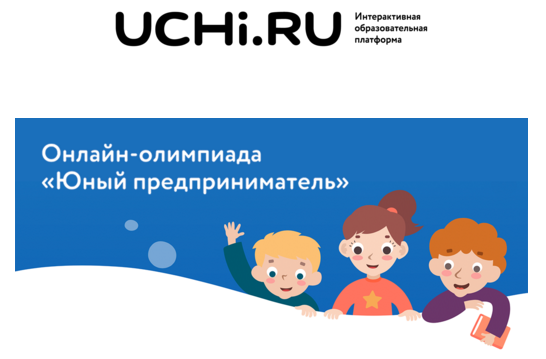 UCHi.RU
Интерактивная
образовательная
платформа
Онлайн-олимпиада
«Юный предприниматель»